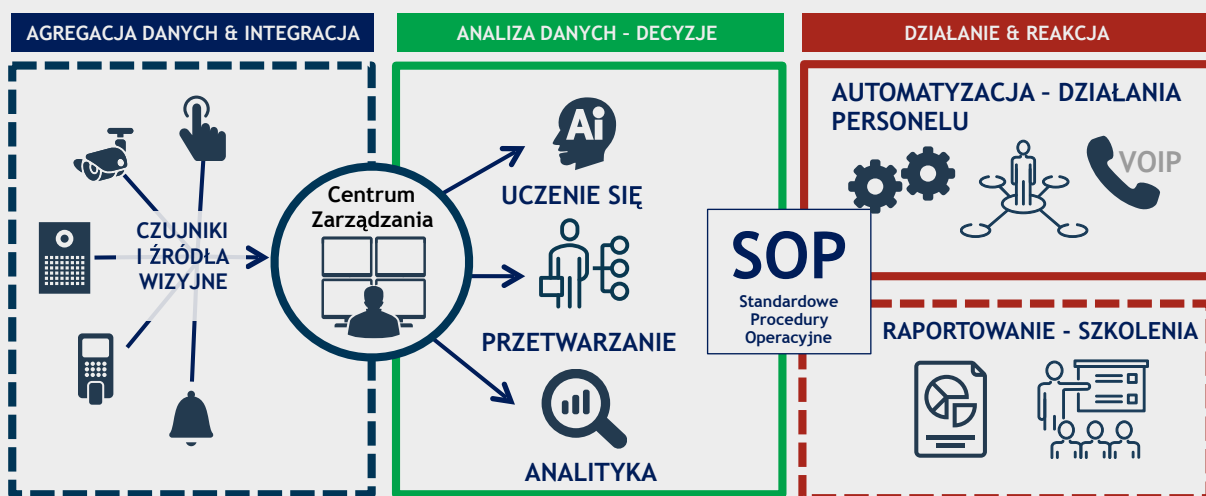 AGREGACJA DANYCH & INTEGRACJA
ANALIZA DANYCH - DECYZJE
DZIAŁANIE & REAKCJA
CZUJNIKI
I ŹRÓDŁA
WIZYJNE
Centrum
Zarządzania
Ai
UCZENIE SIĘ
PRZETWARZANIE
ANALITYKA
SOP
Standardowe
Procedury
Operacyjne
AUTOMATYZACJA - DZIAŁANIA
PERSONELU
VOIP
RAPORTOWANIE - SZKOLENIA